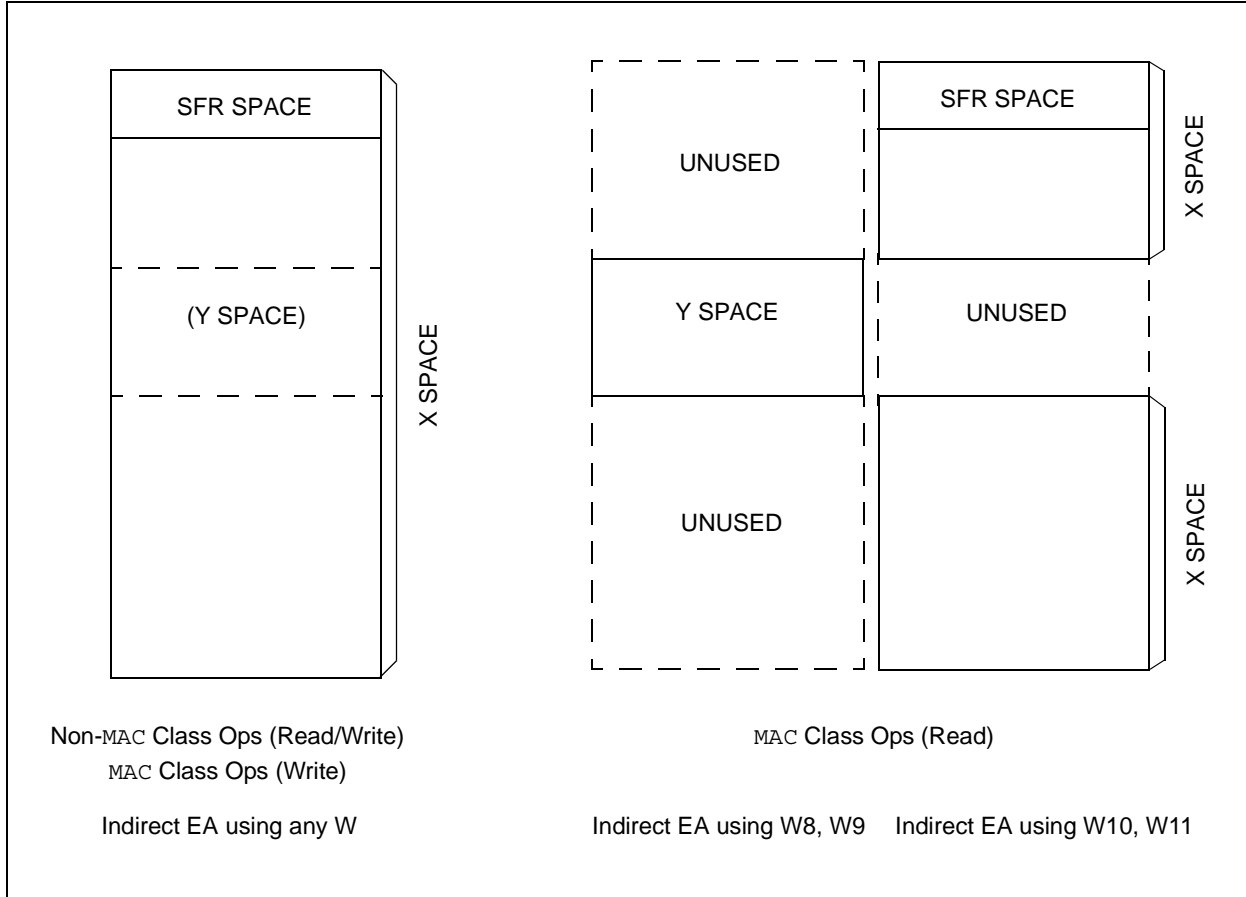 SFR SPACE
(Y SPACE)
X SPACE
Non-MAC Class Ops (Read/Write)
MAC Class Ops (Write)
Indirect EA using any W
UNUSED
Y SPACE
UNUSED
SFR SPACE
X SPACE
UNUSED
X SPACE
MAC Class Ops (Read)
Indirect EA using W8, W9
Indirect EA using W10, W11